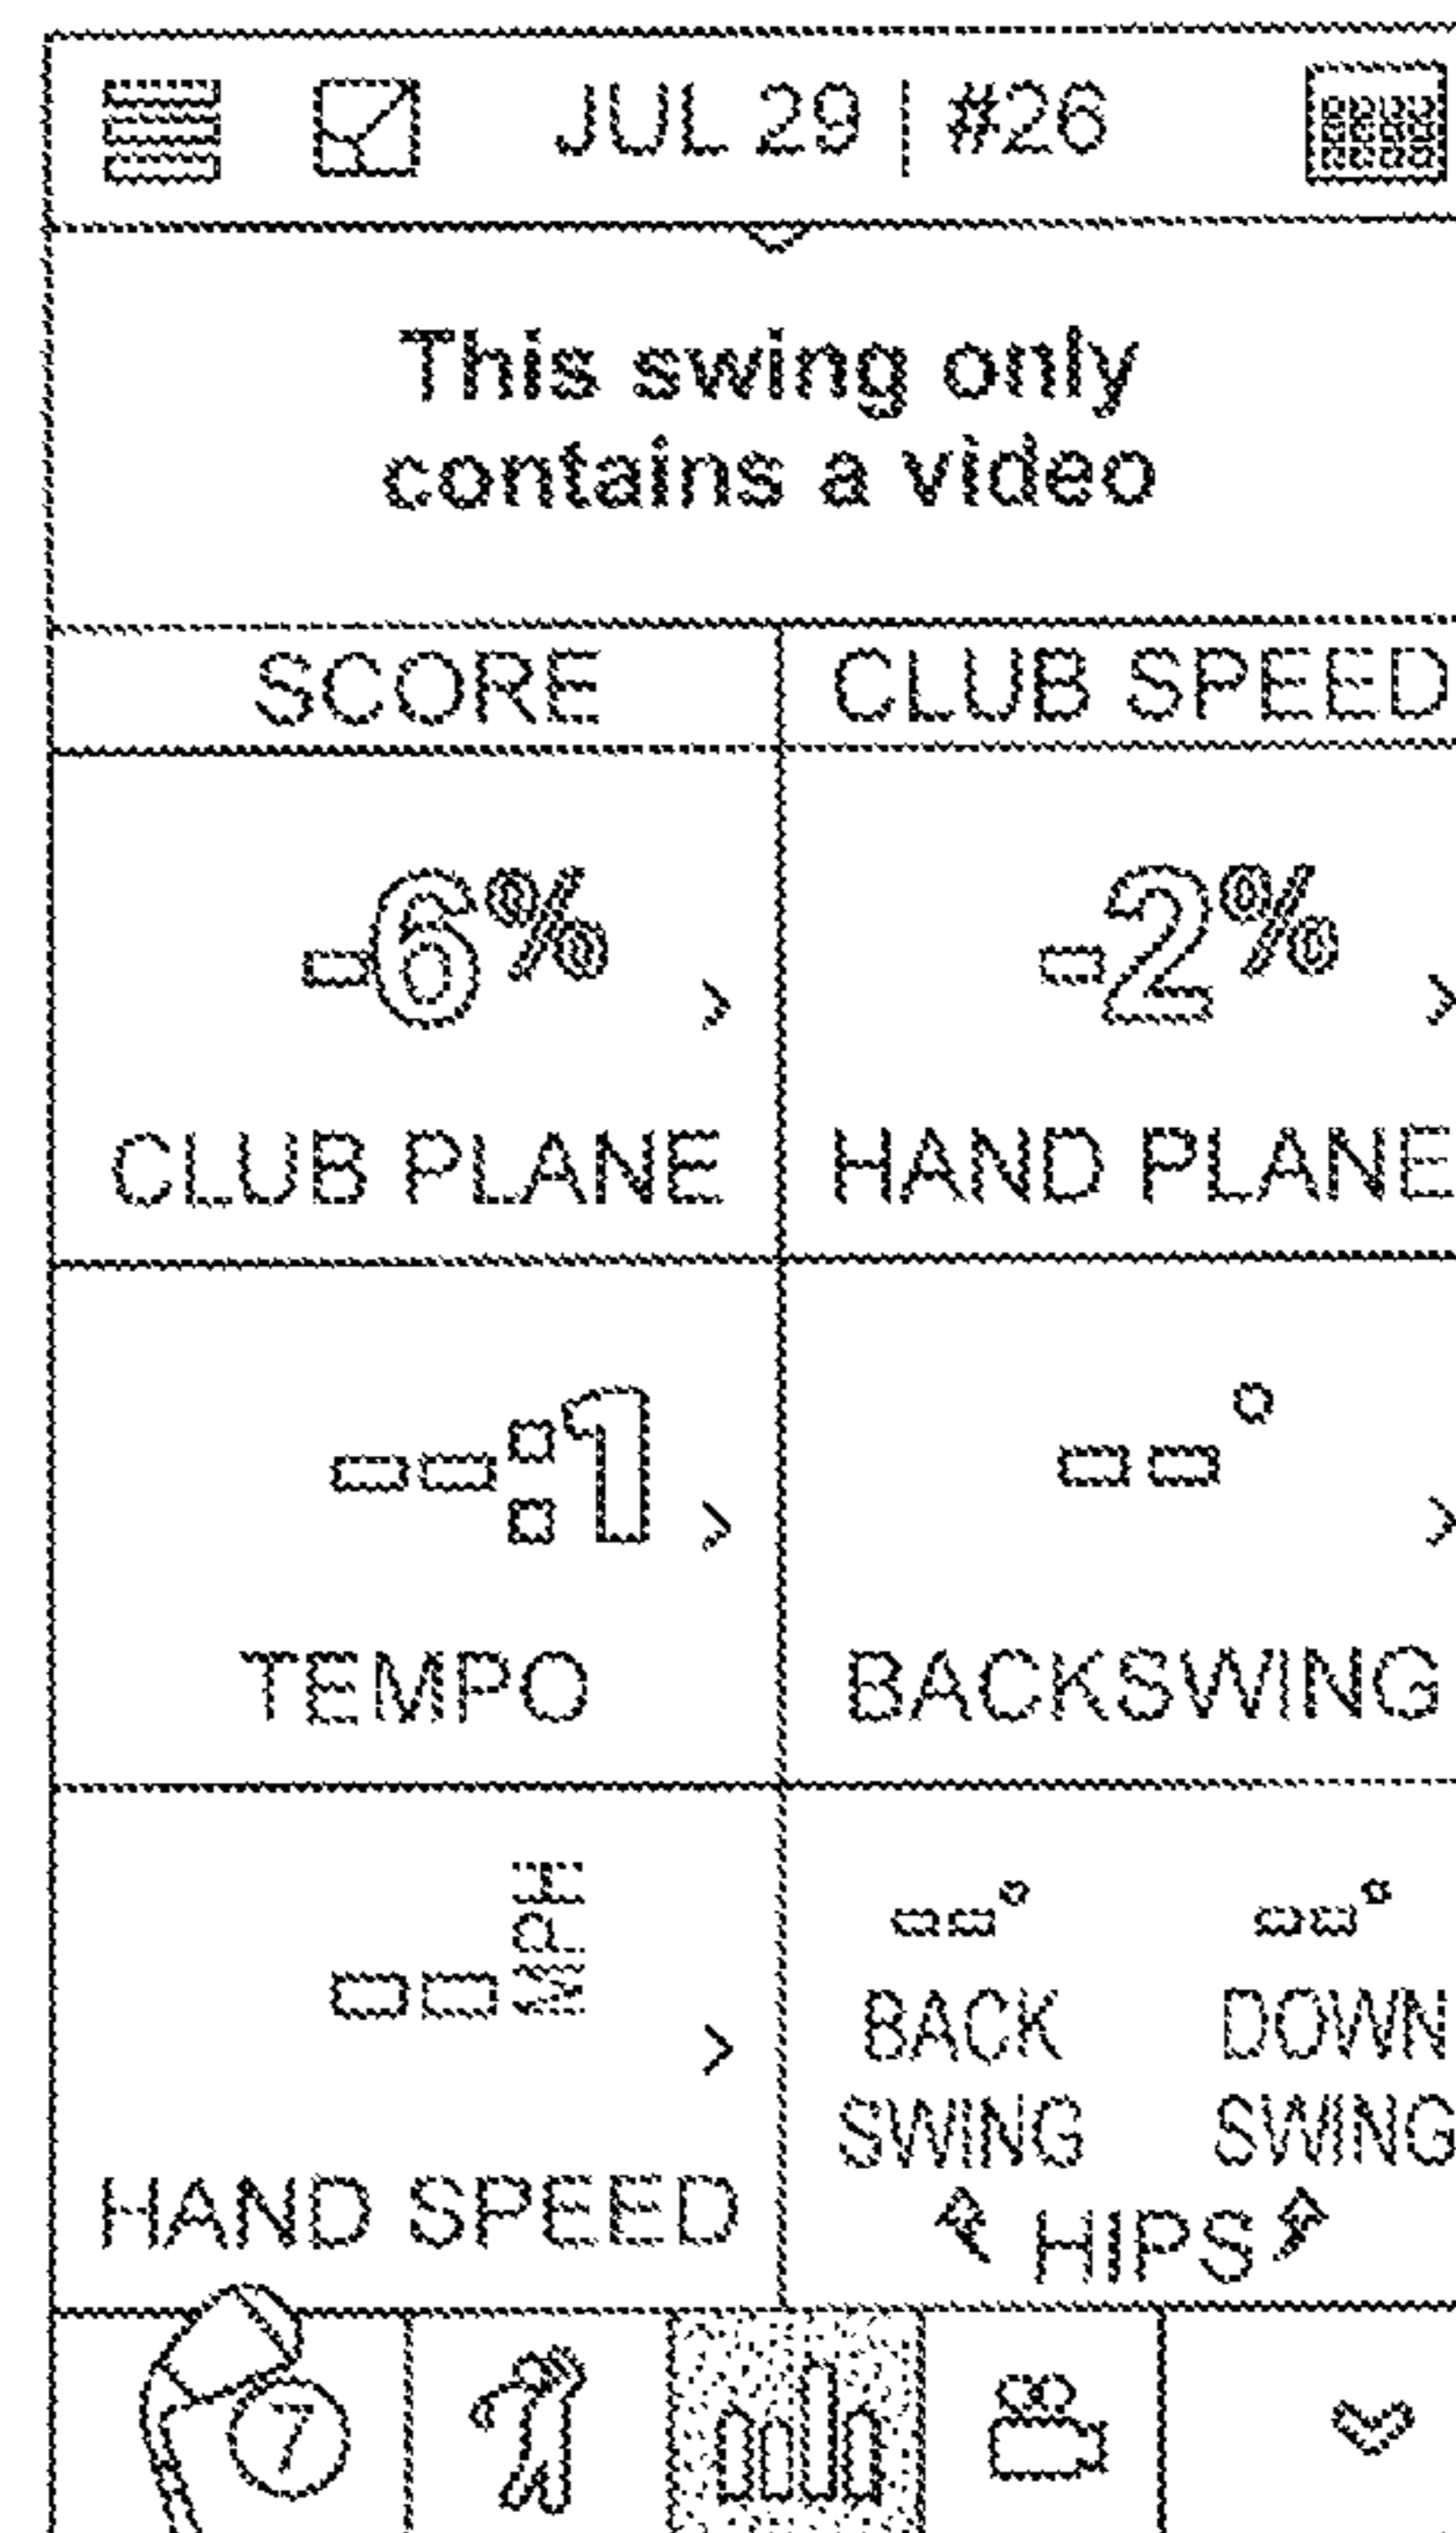 JUL 29 | #26
This swing only
contains a video
SCORE
CLUB SPEED
-6%
-2%
CLUB PLANE
HAND PLANE
--:1
--°
TEMPO
BACKSWING
--MPH
--°
--°
BACK
SWING
DOWN
SWING
HAND SPEED
HIPS
7